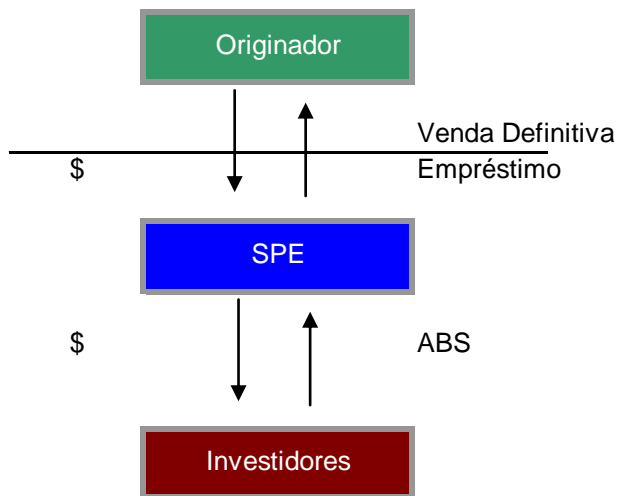 Originador
Venda Definitiva
$ Empréstimo
SPE
$ ABS
Investidores